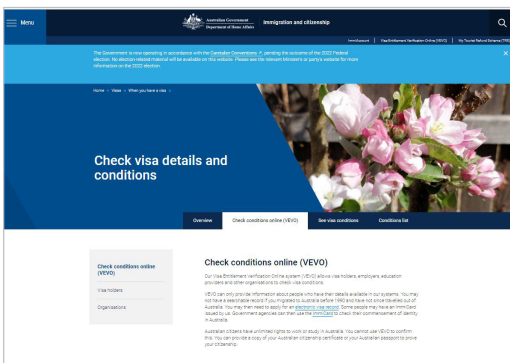 Menu
Australian Government
Department of Home Affairs
Immigration and citizenship
ImmiAccount
Visa Entitlement Verification Online (VEVO)
My Tourist Refund Scheme (TRS)
The Government is now operating in accordance with the Caretaker Conventions, pending the outcome of the 2022 Federal
election. No election-related material will be available on this website. Please see the relevant Minister's or party's website for more
information on the 2022 election.
Home > Visas > When you have a visa >
Check visa details and
conditions
Overview
Check conditions online (VEVO)
See visa conditions
Conditions list
Check conditions online
(VEVO)
Visa holders
Organisations
Check conditions online (VEVO)
Our Visa Entitlement Verification Online system (VEVO) allows visa holders, employers, education
providers and other organisations to check visa conditions.
VEVO can only provide information about people who have their details available in our systems. You may
not have a searchable record if you migrated to Australia before 1990 and have not since travelled out of
Australia. You may then need to apply for an electronic visa record. Some people may have an ImmiCard
issued by us. Government agencies can then use the ImmiCard to check their commencement of identity
in Australia.
Australian citizens have unlimited rights to work or study in Australia. You cannot use VEVO to confirm
this. You can provide a copy of your Australian citizenship certificate or your Australian passport to prove
your citizenship.